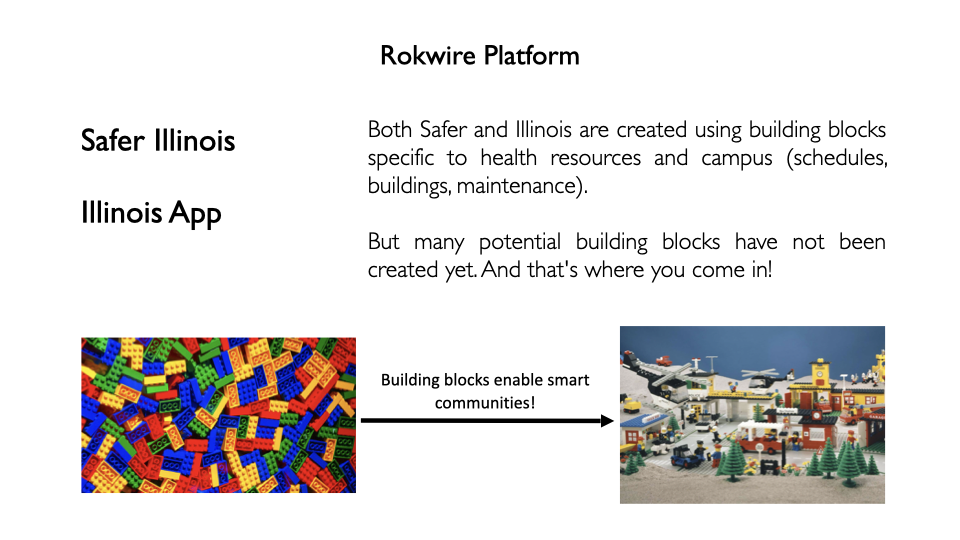 Rokwire Platform
Safer Illinois
Illinois App
Both Safer and Illinois are created using building blocks
specific to health resources and campus (schedules,
buildings, maintenance).
But many potential building blocks have not been
created yet. And that's where you come in!
Building blocks enable smart
communities!